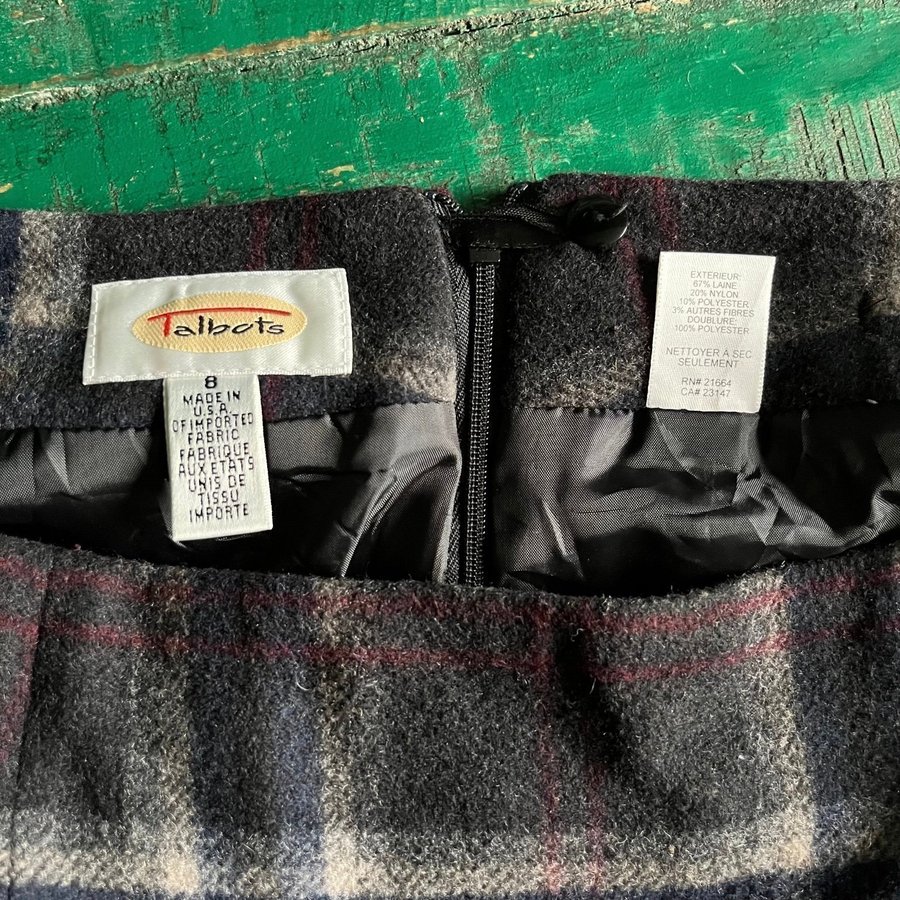 Talbots
8
MADE IN
U.S.A.
OF IMPORTED
FABRIC
FABRIQUE
AUX ETATS
UNIS DE
TISSU
IMPORTE
EXTERIEUR:
67% LAINE
20% NYLON
10% POLYESTER
3% AUTRES FIBRES
DOUBLURE:
100% POLYESTER
NETTOYER A SEC
SEULEMENT
RN# 21664
CA# 23147